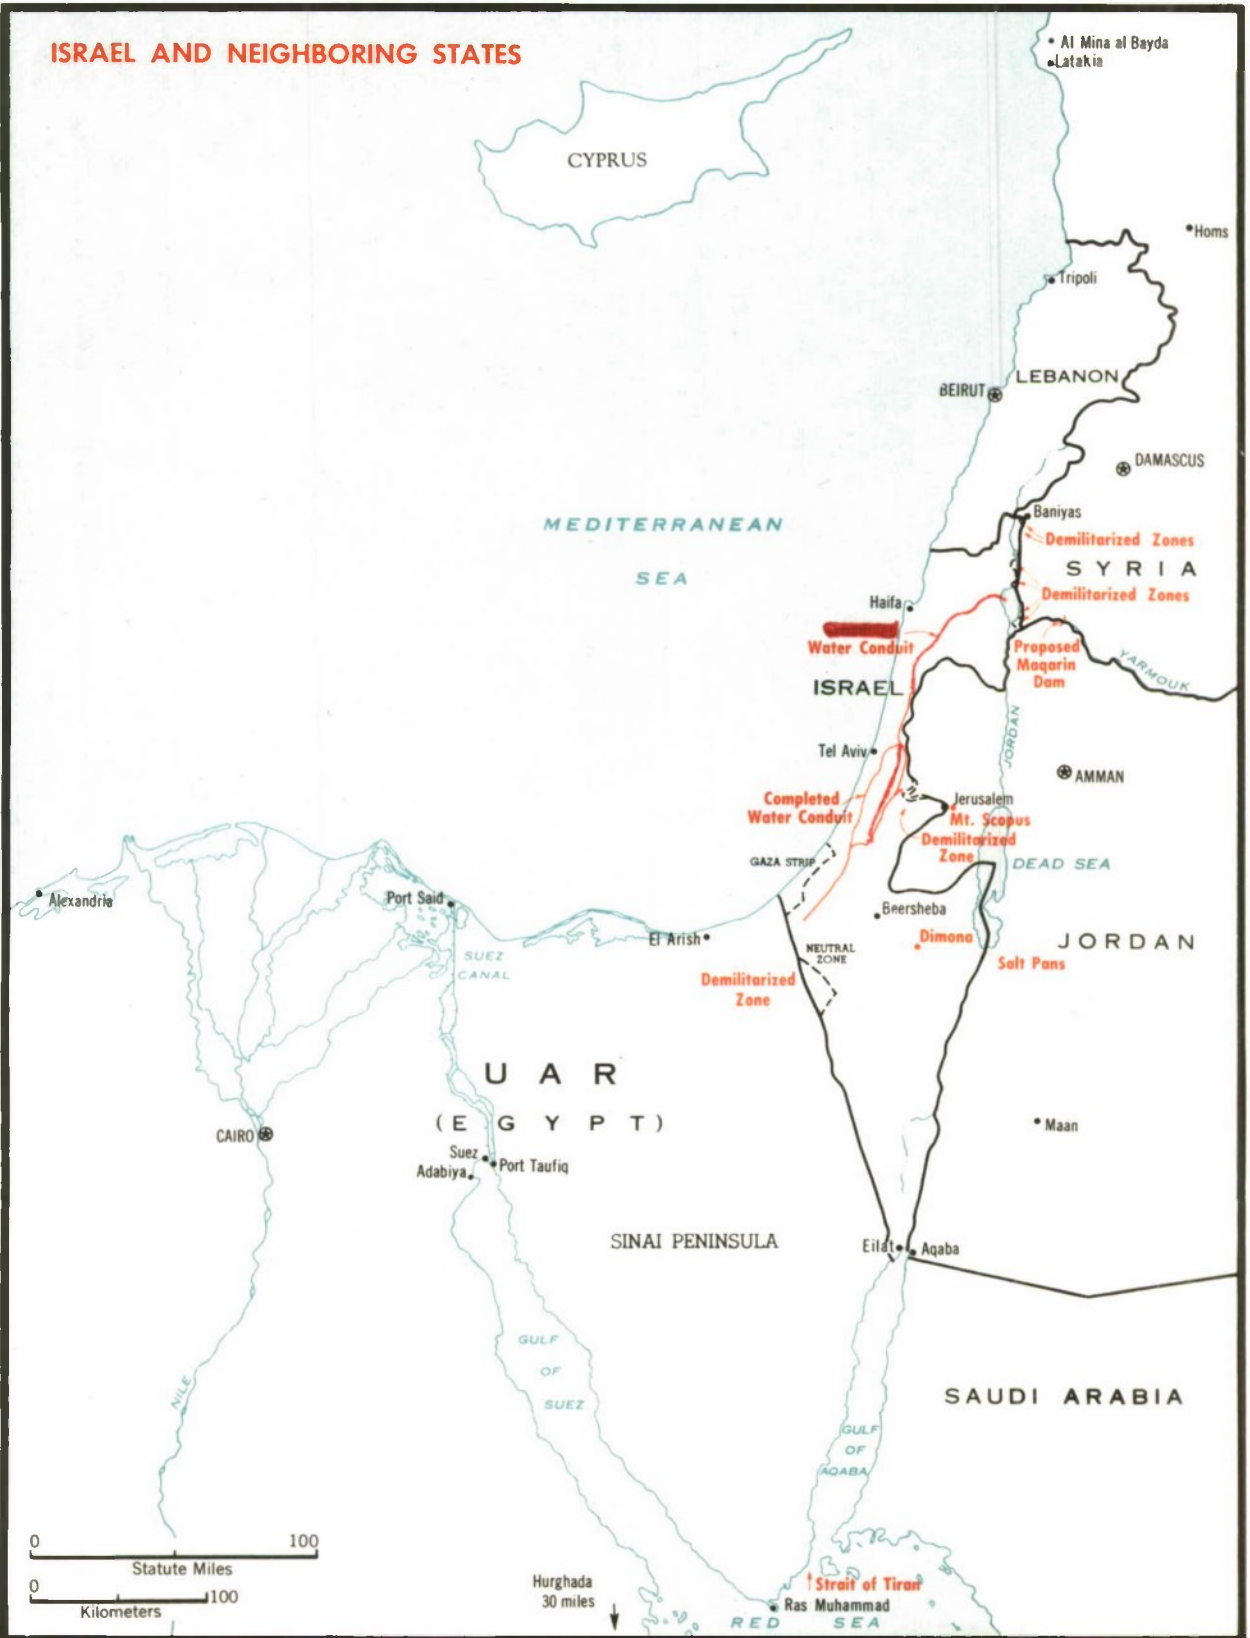 ISRAEL AND NEIGHBORING STATES
Al Mina al Bayda
Latakia
CYPRUS
Homs
Tripoli
LEBANON
BEIRUT
DAMASCUS
MEDITERRANEAN
SEA
Baniyas
Demilitarized Zones
SYRIA
Demilitarized Zones
Haifa
Water Conduit
Proposed
Maqarin
Dam
YARMOUK
ISRAEL
JORDAN
Tel Aviv
AMMAN
Completed
Water Conduit
Jerusalem
Mt. Scopus
Demilitarized
Zone
GAZA STRIP
DEAD SEA
Alexandria
Port Said
Beersheba
El Arish
Dimona
JORDAN
SUEZ
CANAL
NEUTRAL
ZONE
Salt Pans
Demilitarized
Zone
UAR
(EGYPT)
CAIRO
Maan
Suez
Port Taufiq
Adabiya
SINAI PENINSULA
Eilat
Aqaba
GULF
OF
SUEZ
NILE
SAUDI ARABIA
GULF
OF
AQABA
0 100
Statute Miles
0 100
Kilometers
Hurghada
30 miles
Strait of Tiran
Ras Muhammad
RED SEA